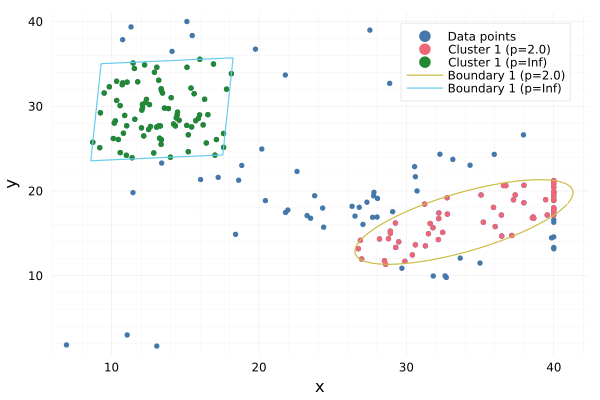 40
30
20
10
y
Data points
Cluster 1 (p=2.0)
Cluster 1 (p=Inf)
Boundary 1 (p=2.0)
Boundary 1 (p=Inf)
10
20
30
40
x